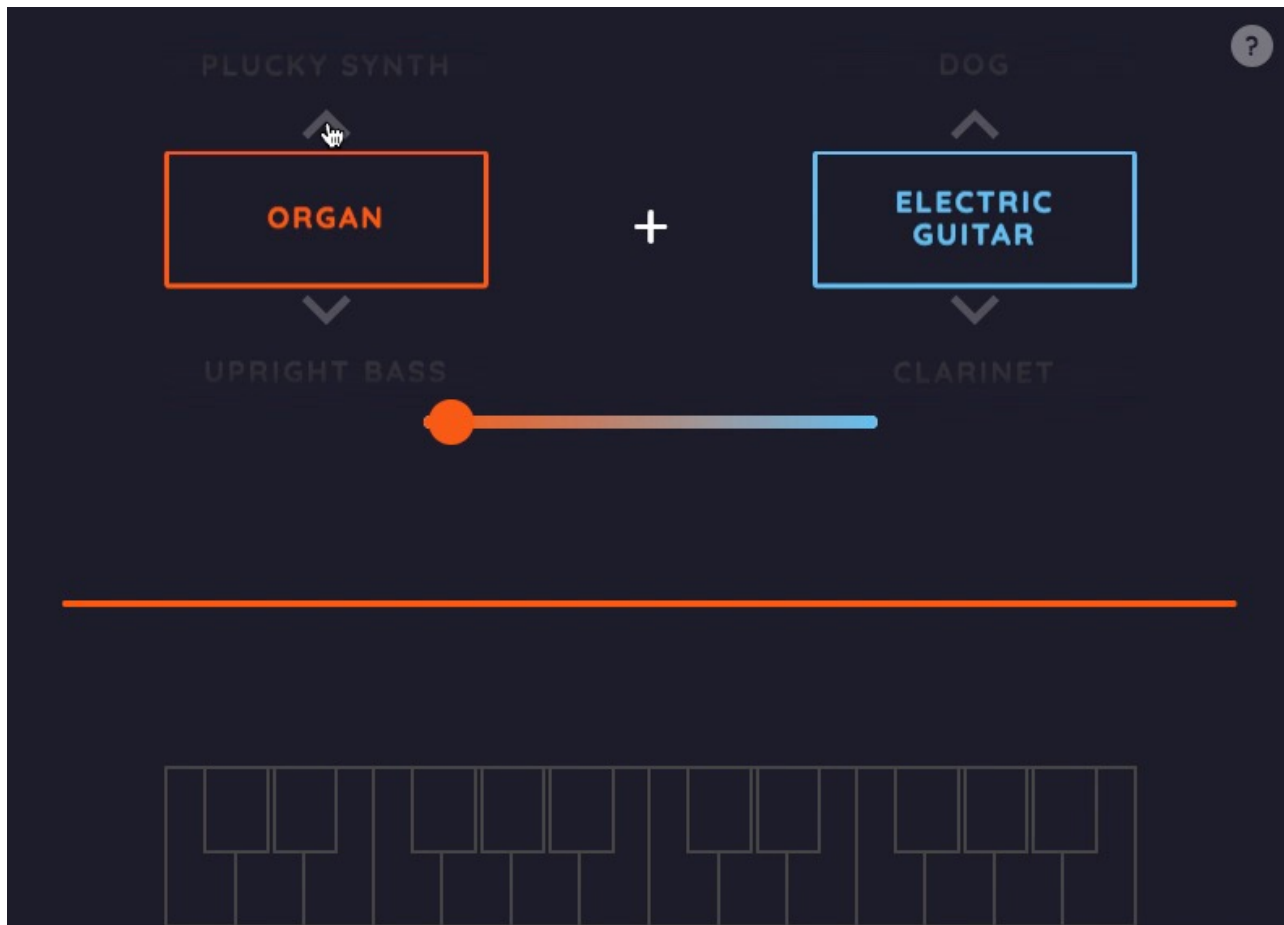 PLUCKY SYNTH
DOG
?
ORGAN
+
ELECTRIC
GUITAR
UPRIGHT BASS
CLARINET